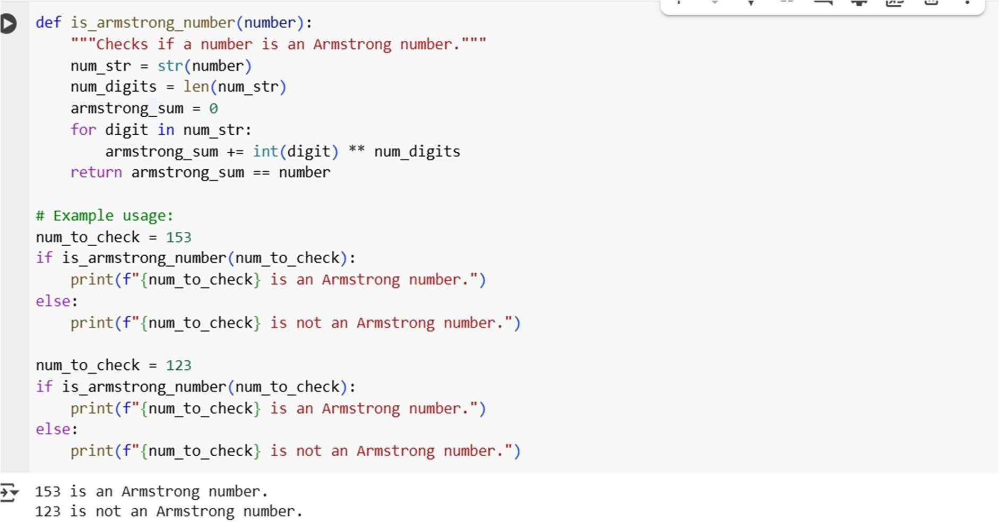 def is_armstrong_number(number):
    """Checks if a number is an Armstrong number."""
    num_str = str(number)
    num_digits = len(num_str)
    armstrong_sum = 0
    for digit in num_str:
        armstrong_sum += int(digit) ** num_digits
    return armstrong_sum == number

# Example usage:
num_to_check = 153
if is_armstrong_number(num_to_check):
    print(f"{num_to_check} is an Armstrong number.")
else:
    print(f"{num_to_check} is not an Armstrong number.")

num_to_check = 123
if is_armstrong_number(num_to_check):
    print(f"{num_to_check} is an Armstrong number.")
else:
    print(f"{num_to_check} is not an Armstrong number.")

153 is an Armstrong number.
123 is not an Armstrong number.